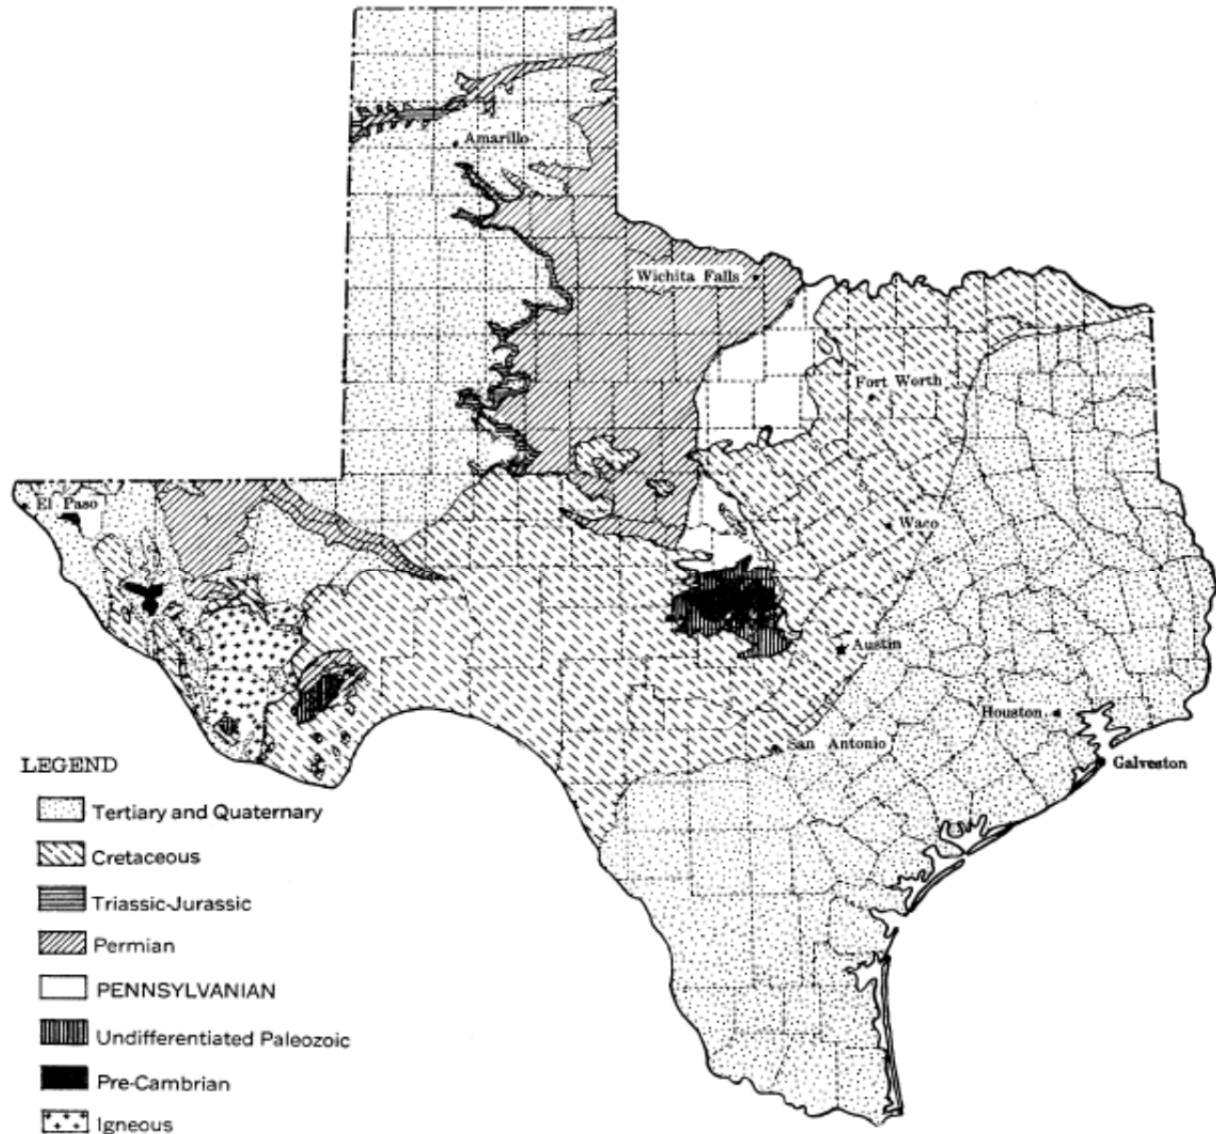 Amarillo
Wichita Falls
Fort Worth
El Paso
Waco
Austin
Houston
San Antonio
Galveston
LEGEND
Tertiary and Quaternary
Cretaceous
Triassic-Jurassic
Permian
PENNSYLVANIAN
Undifferentiated Paleozoic
Pre-Cambrian
Igneous